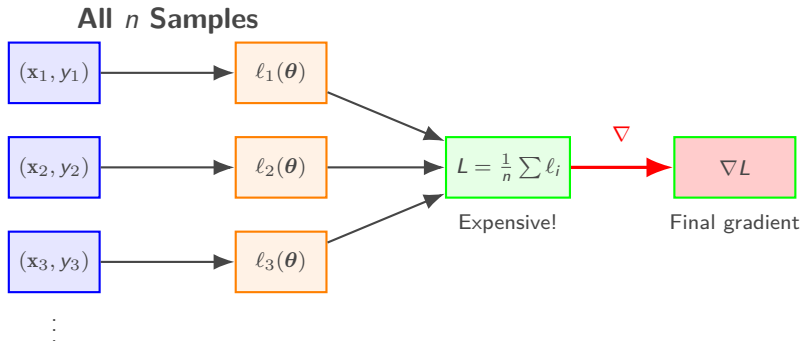 All n Samples
(x₁, y₁)
ℓ₁(θ)
∇
(x₂, y₂)
ℓ₂(θ)
L = 1/n ∑ ℓᵢ
∇L
Expensive!
Final gradient
(x₃, y₃)
ℓ₃(θ)
⋮